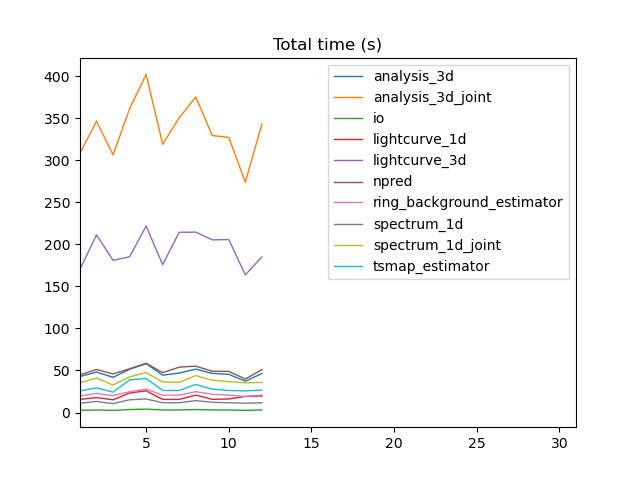 Total time (s)
400
350
300
250
200
150
100
50
0
analysis_3d
analysis_3d_joint
io
lightcurve_1d
lightcurve_3d
npred
ring_background_estimator
spectrum_1d
spectrum_1d_joint
tsmap_estimator
5 10 15 20 25 30